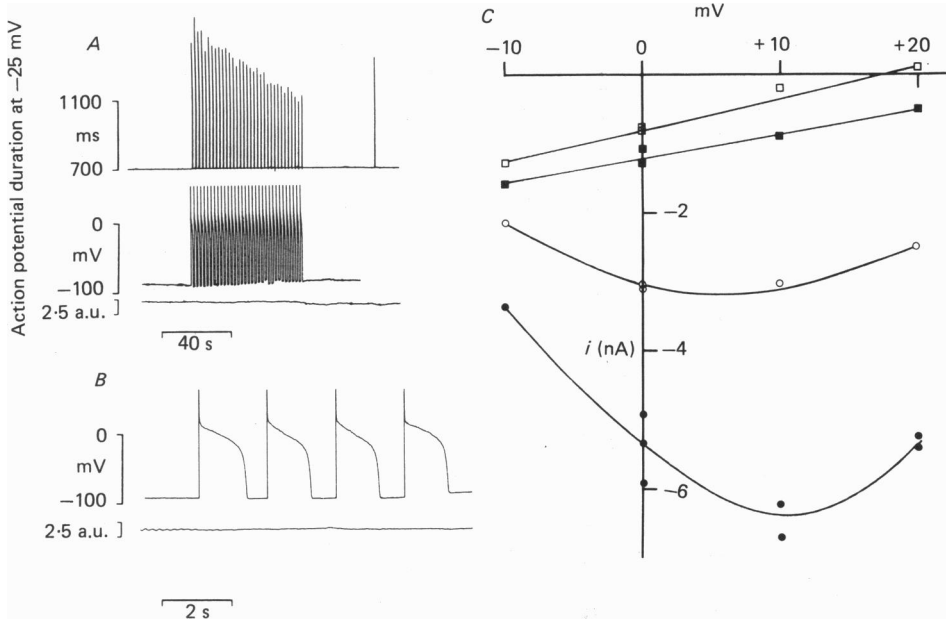 Action potential duration at −25 mV
A
1100
ms
700
0
mV
−100
2·5 a.u.
40 s
B
0
mV
−100
2·5 a.u.
2 s
C
mV
−10
0
+10
+20
−2
i (nA)
−4
−6